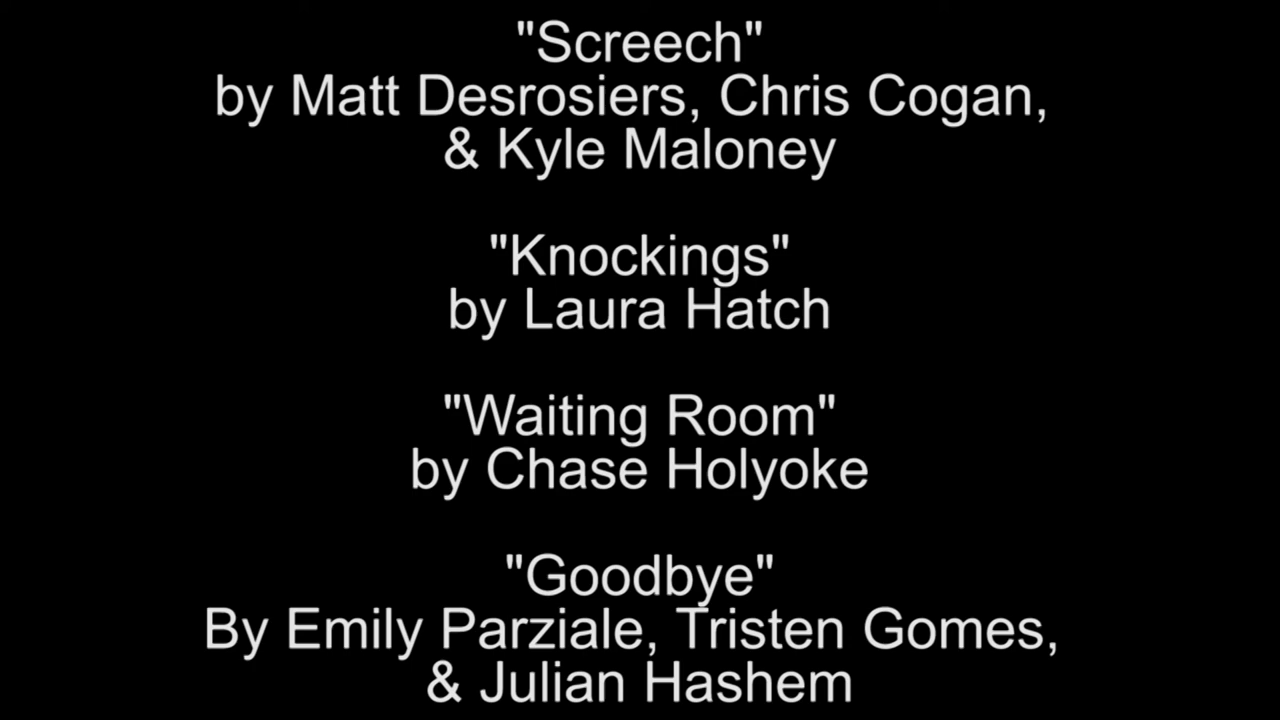 "Screech"
by Matt Desrosiers, Chris Cogan,
& Kyle Maloney
"Knockings"
by Laura Hatch
"Waiting Room"
by Chase Holyoke
"Goodbye"
By Emily Parziale, Tristen Gomes,
& Julian Hashem